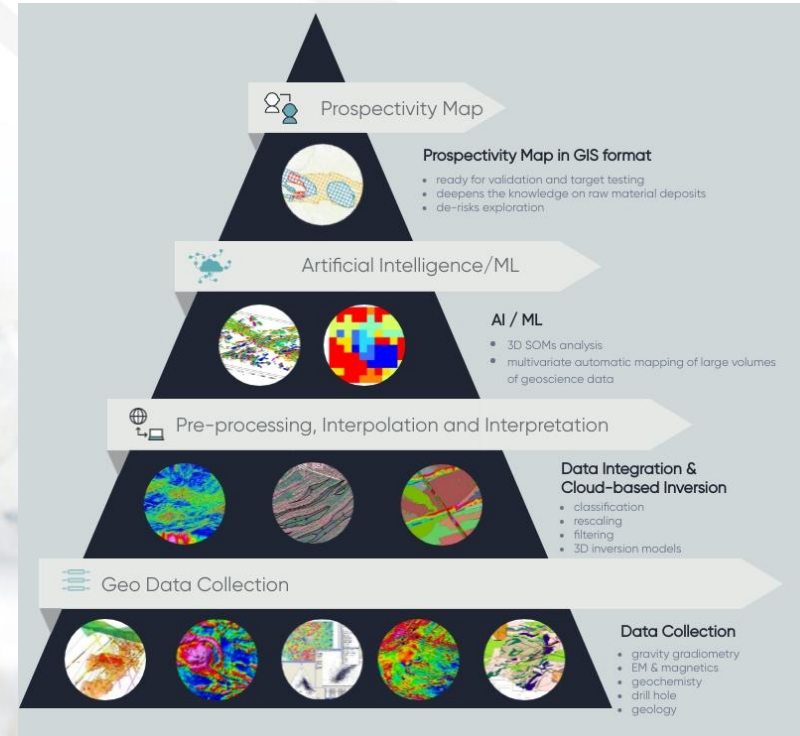 Prospectivity Map
Prospectivity Map in GIS format
• ready for validation and target testing
• deepens the knowledge on raw material deposits
• de-risks exploration
Artificial Intelligence/ML
AI / ML
• 3D SOMs analysis
• multivariate automatic mapping of large volumes
of geoscience data
Pre-processing, Interpolation and Interpretation
Data Integration &
Cloud-based Inversion
• classification
• rescaling
• filtering
• 3D inversion models
Geo Data Collection
Data Collection
• gravity gradiometry
• EM & magnetics
• geochemisty
• drill hole
• geology